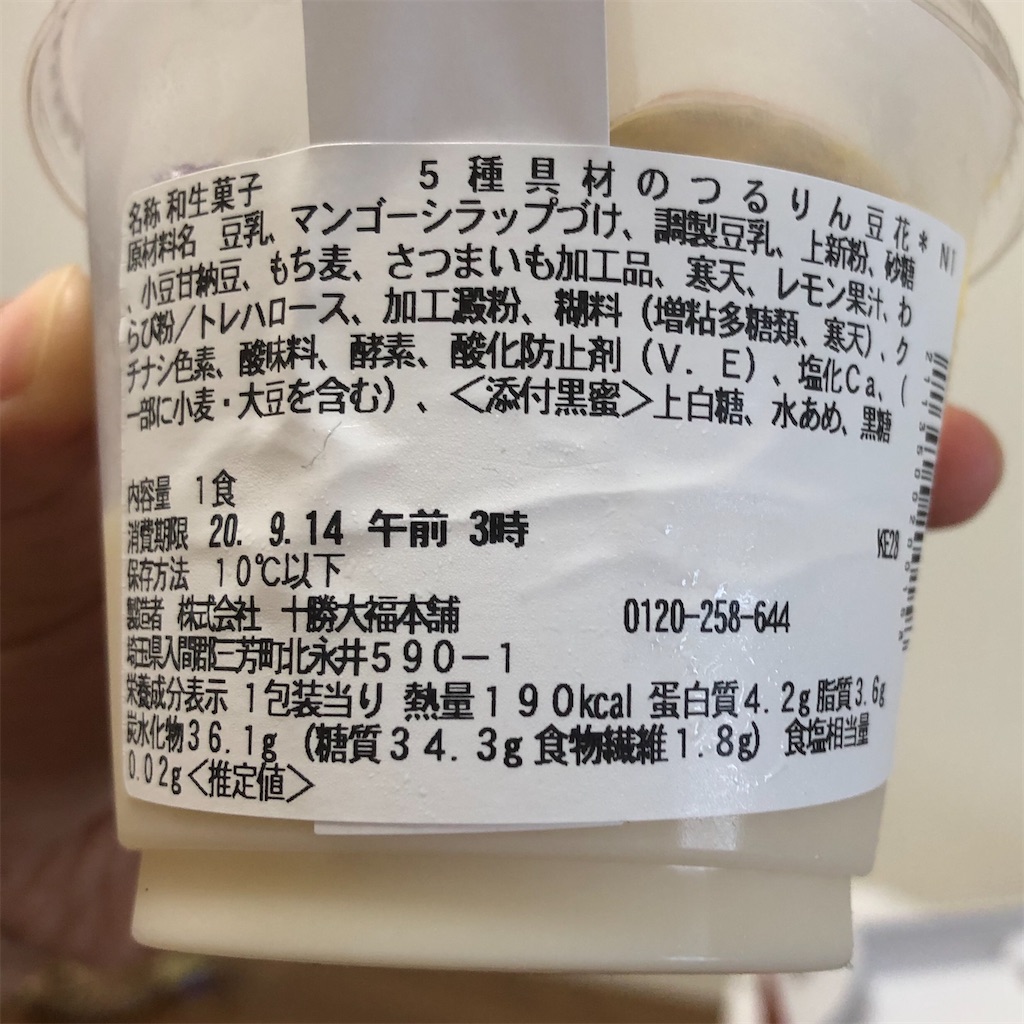 5種具材のつるりん豆花* NI
名称 和生菓子
原材料名 豆乳、マンゴーシラップづけ、調製豆乳、上新粉、砂糖
、小豆甘納豆、もち麦、さつまいも加工品、寒天、レモン果汁、わ
らび粉／トレハロース、加工澱粉、糊料（増粘多糖類、寒天）、ク
チナシ色素、酸味料、酵素、酸化防止剤（V．E）、塩化Ca、（
一部に小麦・大豆を含む）、＜添付黒蜜＞上白糖、水あめ、黒糖
内容量 1食
消費期限 20. 9.14 午前 3時
KE28
保存方法 10℃以下
製造者 株式会社 十勝大福本舗 0120-258-644
埼玉県入間郡三芳町北永井590－1
栄養成分表示 1包装当り 熱量190kcal 蛋白質4.2g 脂質3.6g
炭水化物36.1g（糖質34.3g 食物繊維1.8g）食塩相当量
0.02g＜推定値＞